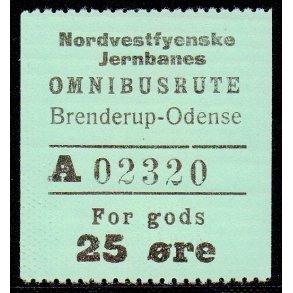 Nordvestfyenske
Jernbanes
OMNIBUSRUTE
Brenderup-Odense
A 02320
For gods
25 øre